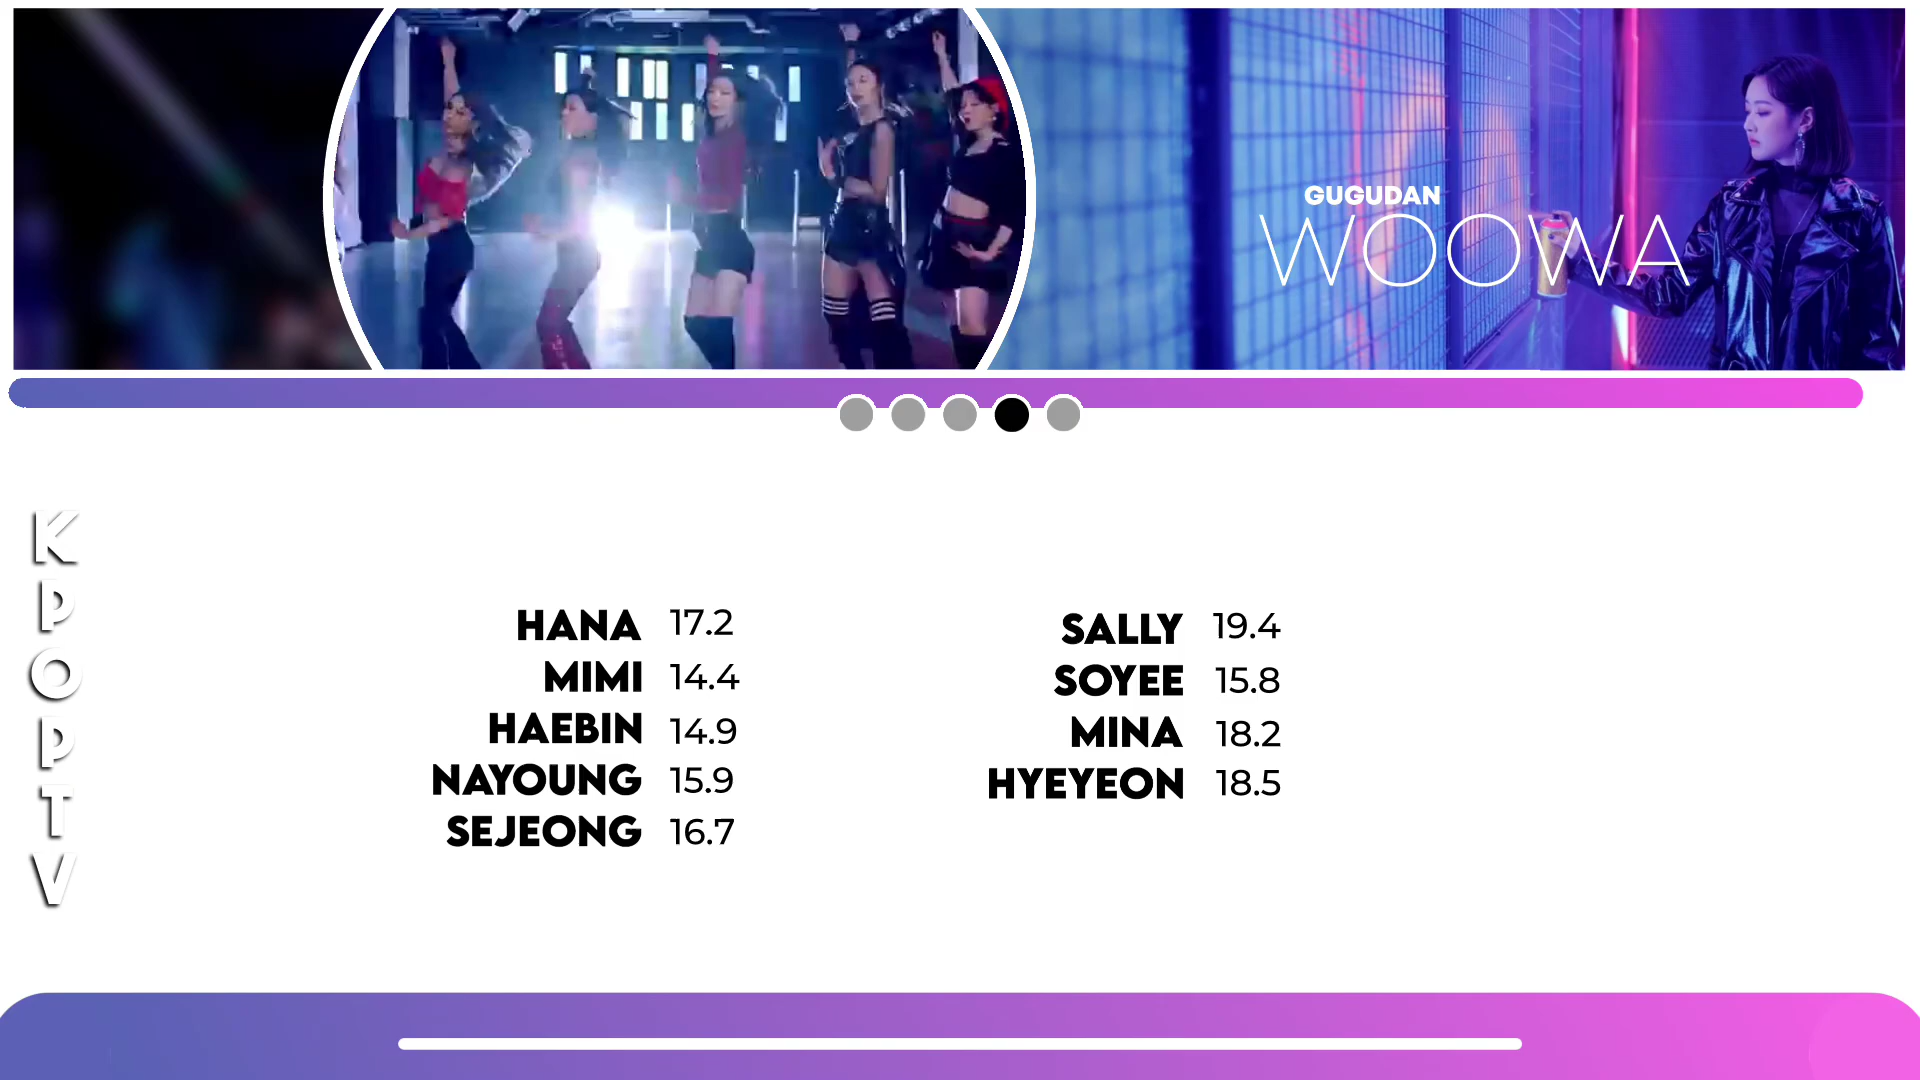 GUGUDAN
WOOWA
KPOPTV
HANA 17.2
MIMI 14.4
HAEBIN 14.9
NAYOUNG 15.9
SEJEONG 16.7
SALLY 19.4
SOYEE 15.8
MINA 18.2
HYEYEON 18.5